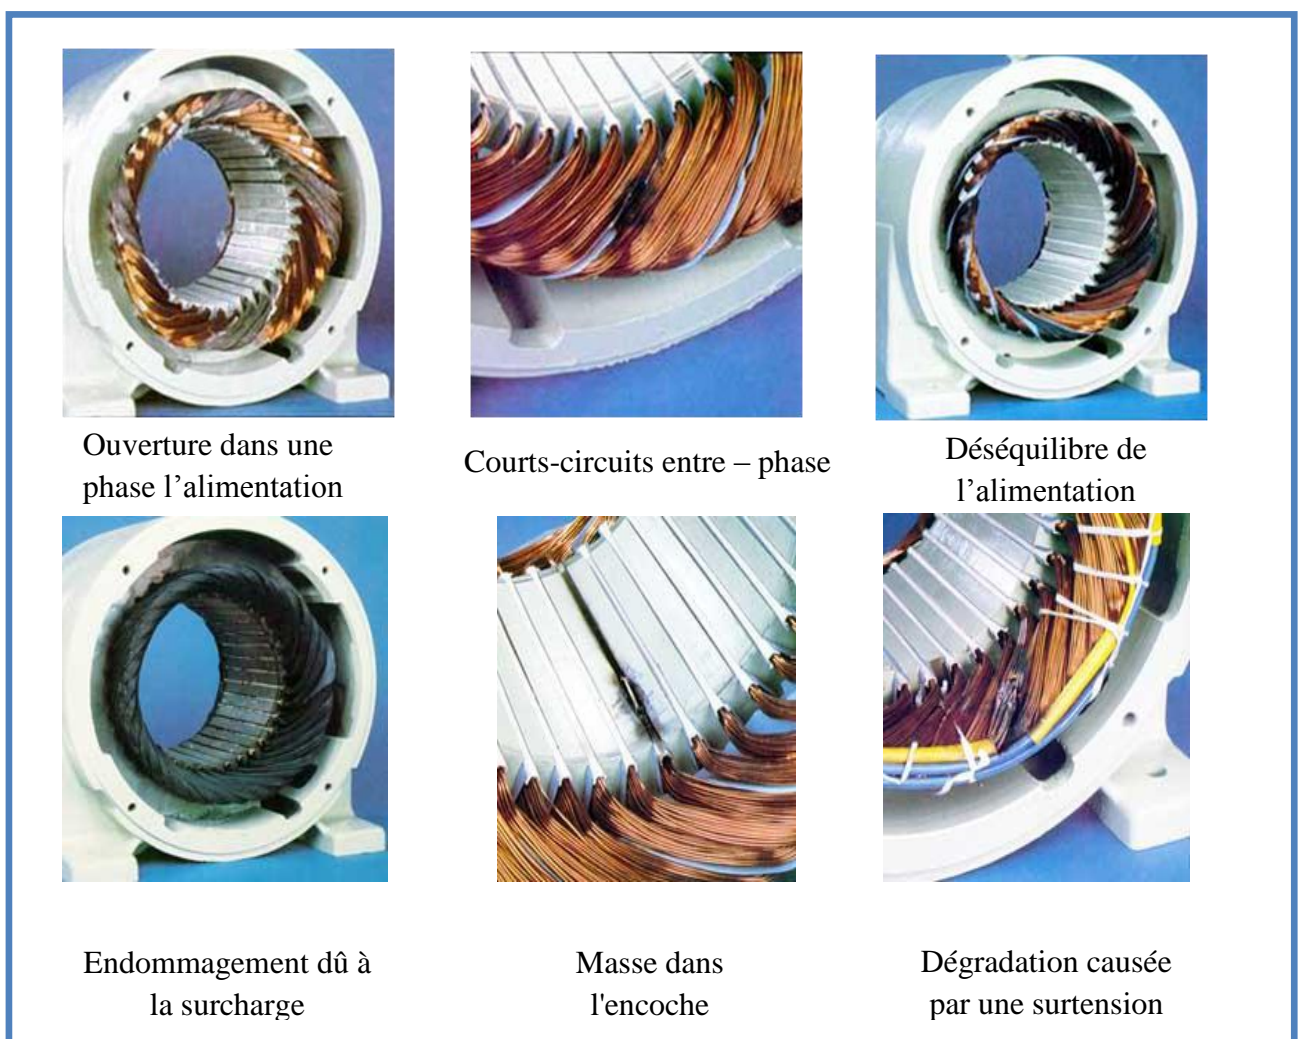 Ouverture dans une
phase l’alimentation
Courts-circuits entre – phase
Déséquilibre de
l’alimentation
Endommagement dû à
la surcharge
Masse dans
l'encoche
Dégradation causée
par une surtension